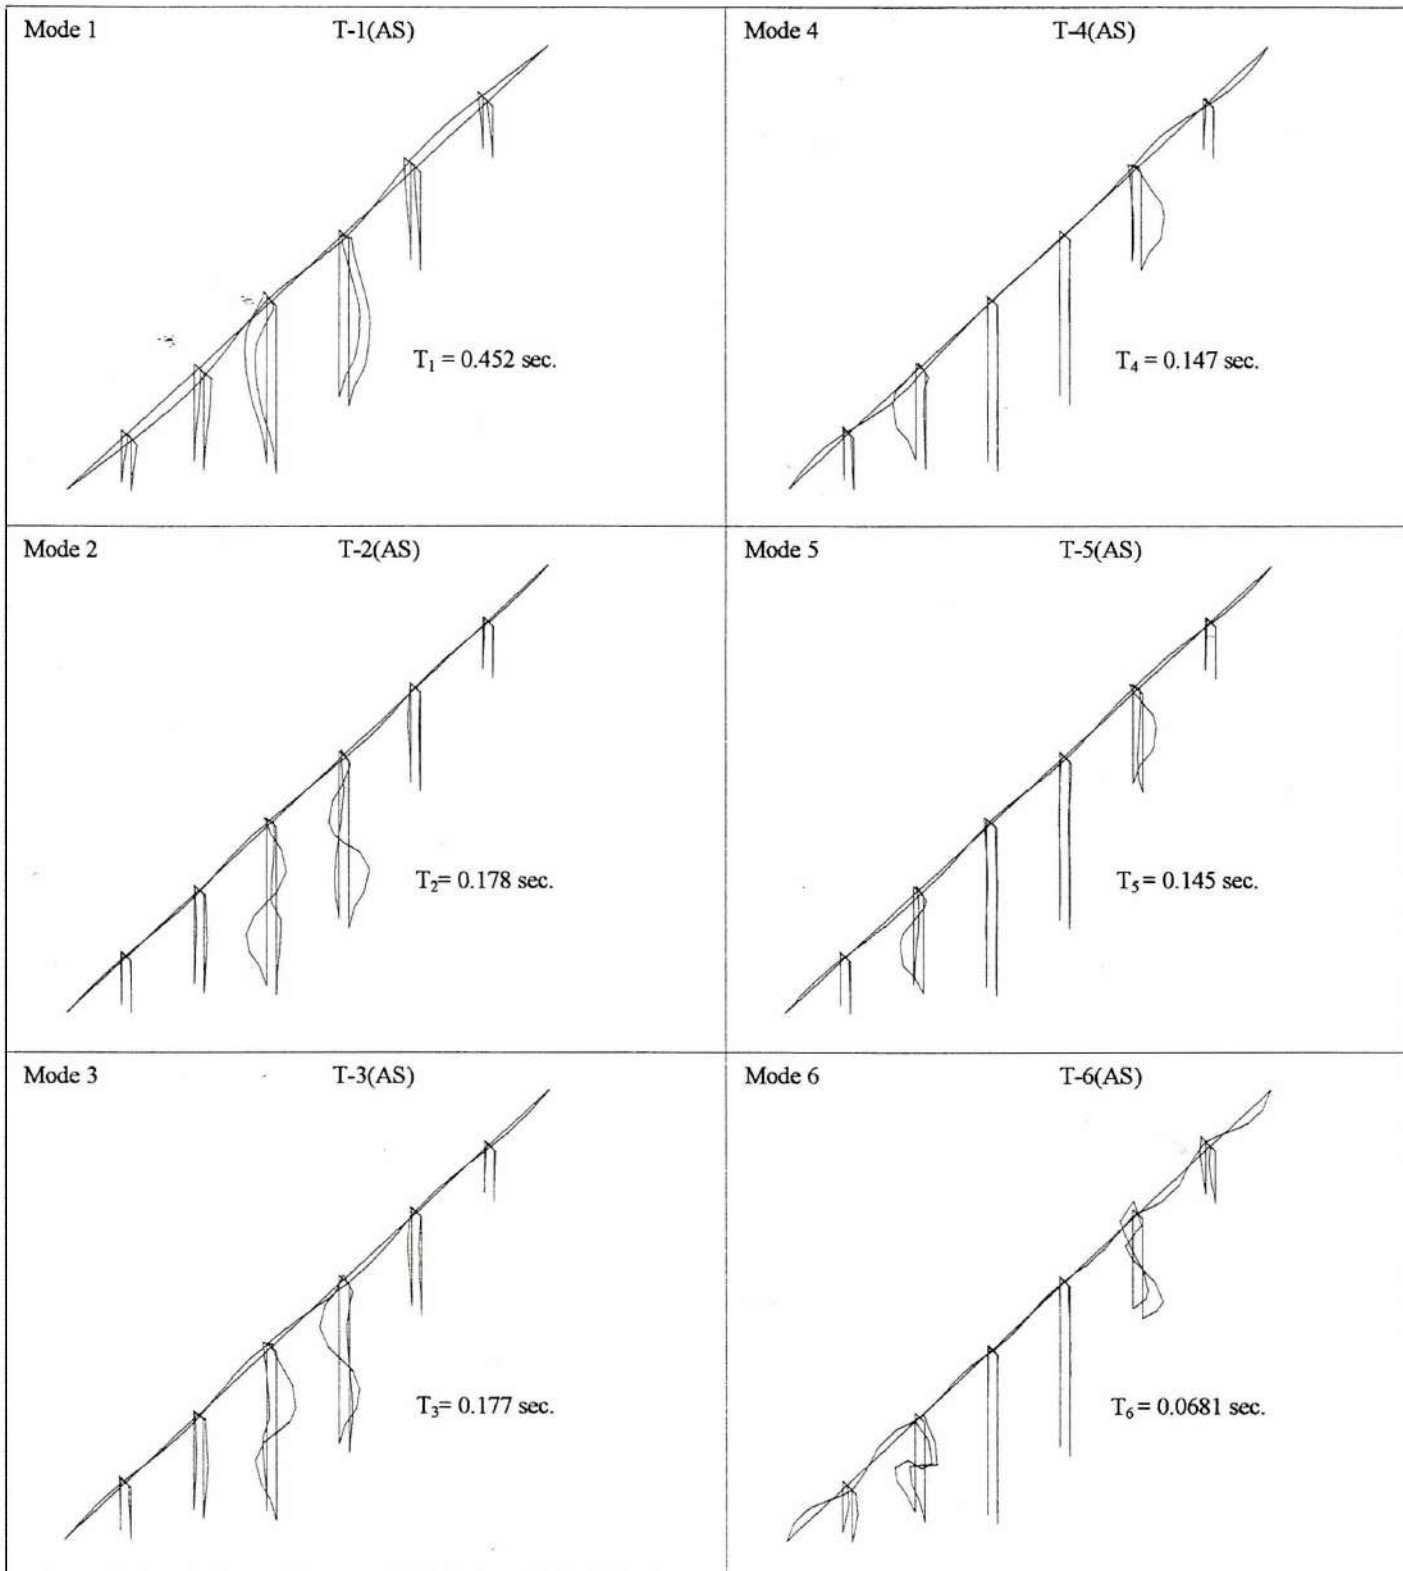 Mode 1 T-1(AS)
T1 = 0.452 sec.
Mode 4 T-4(AS)
T4 = 0.147 sec.
Mode 2 T-2(AS)
T2= 0.178 sec.
Mode 5 T-5(AS)
T5= 0.145 sec.
Mode 3 T-3(AS)
T3= 0.177 sec.
Mode 6 T-6(AS)
T6= 0.0681 sec.